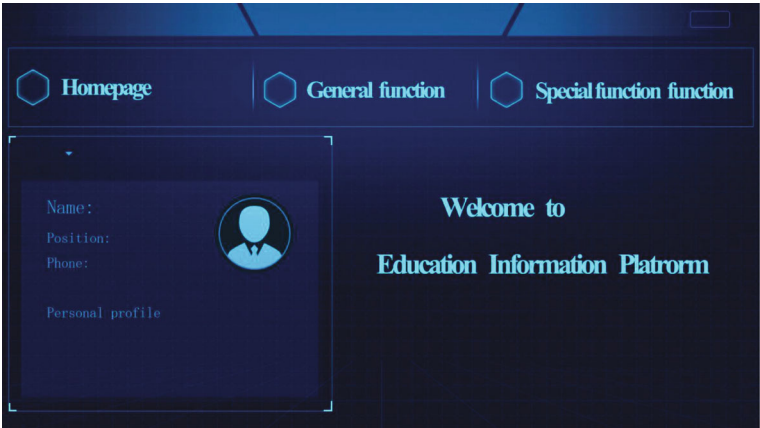 Homepage General function Special function function
Name:
Position:
Phone:
Personal profile
Welcome to
Education Information Platrorm